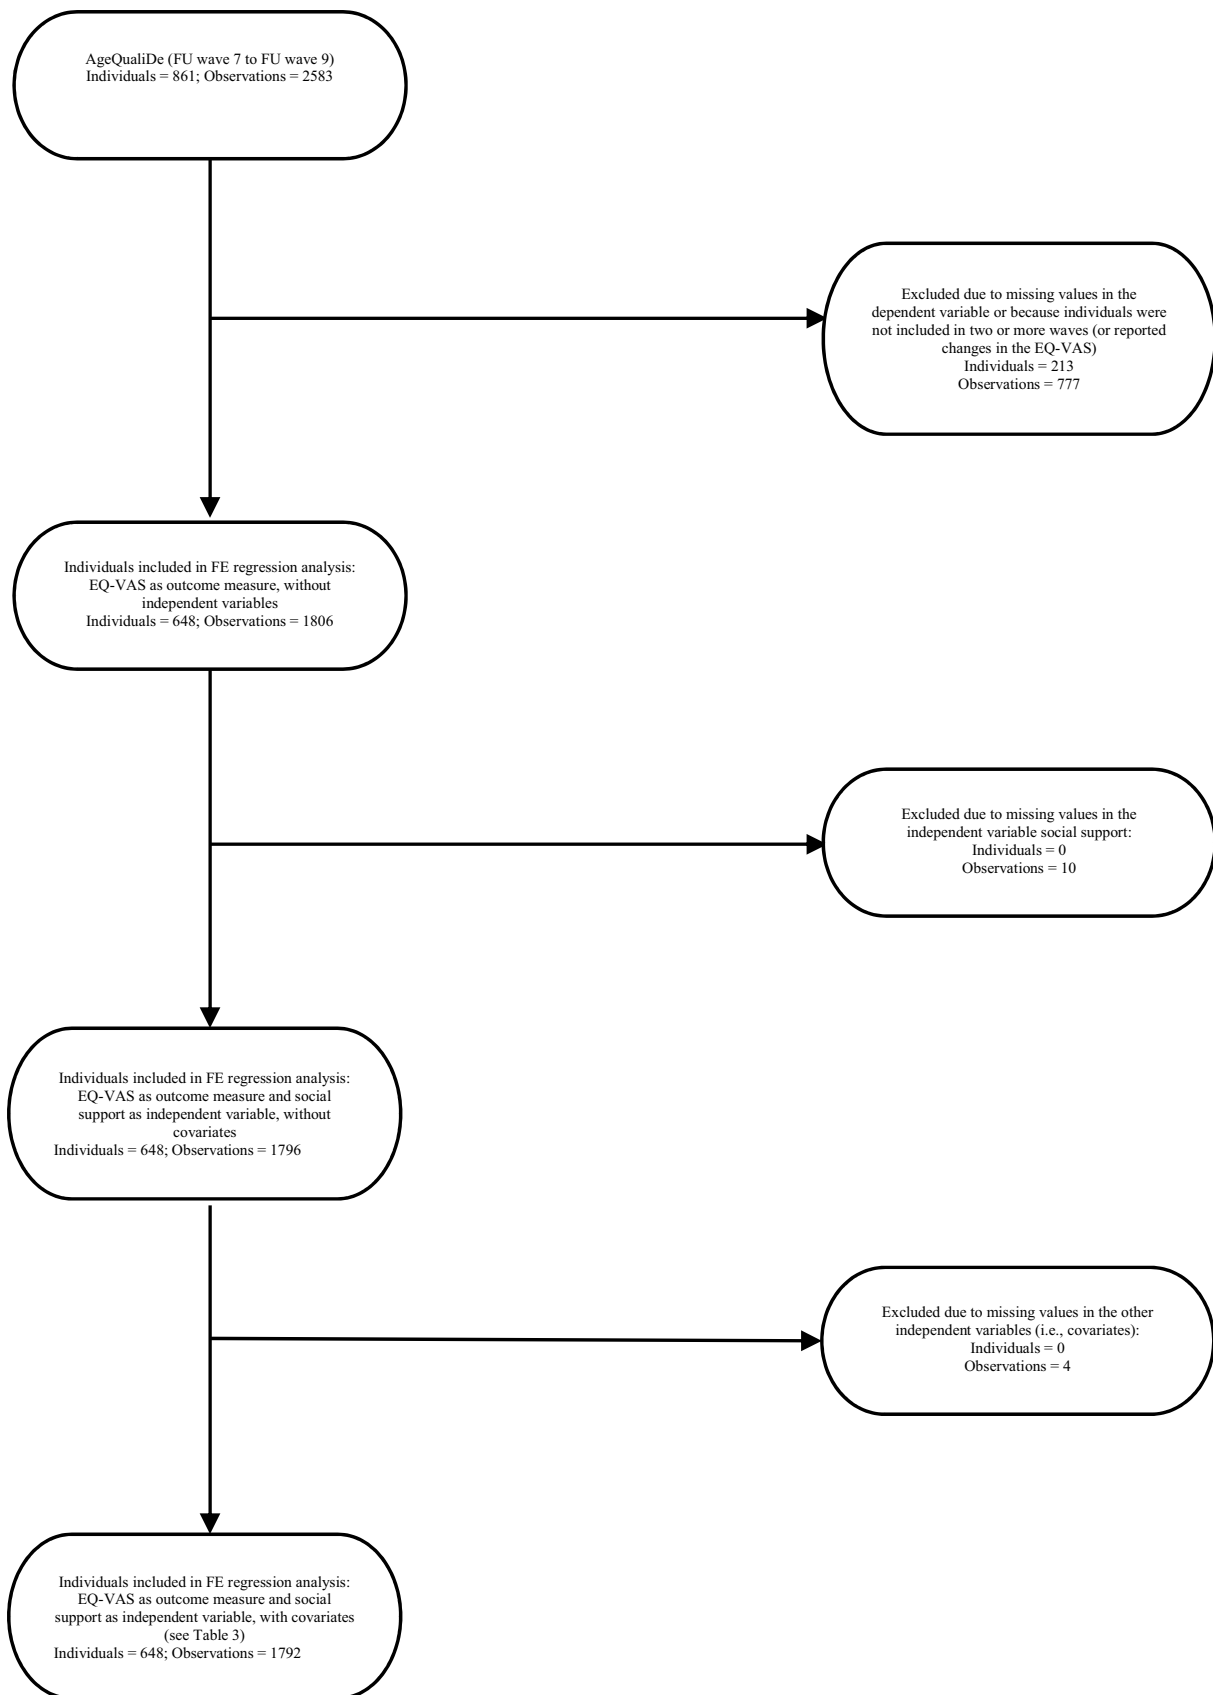 AgeQualiDe (FU wave 7 to FU wave 9)
Individuals = 861; Observations = 2583
Excluded due to missing values in the
dependent variable or because individuals were
not included in two or more waves (or reported
changes in the EQ-VAS)
Individuals = 213
Observations = 777
Individuals included in FE regression analysis:
EQ-VAS as outcome measure, without
independent variables
Individuals = 648; Observations = 1806
Excluded due to missing values in the
independent variable social support:
Individuals = 0
Observations = 10
Individuals included in FE regression analysis:
EQ-VAS as outcome measure and social
support as independent variable, without
covariates
Individuals = 648; Observations = 1796
Excluded due to missing values in the other
independent variables (i.e., covariates):
Individuals = 0
Observations = 4
Individuals included in FE regression analysis:
EQ-VAS as outcome measure and social
support as independent variable, with covariates
(see Table 3)
Individuals = 648; Observations = 1792